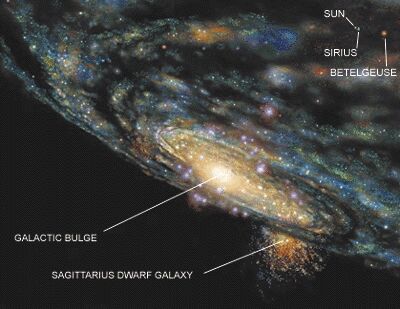 SUN
SIRIUS
BETELGEUSE
GALACTIC BULGE
SAGITTARIUS DWARF GALAXY